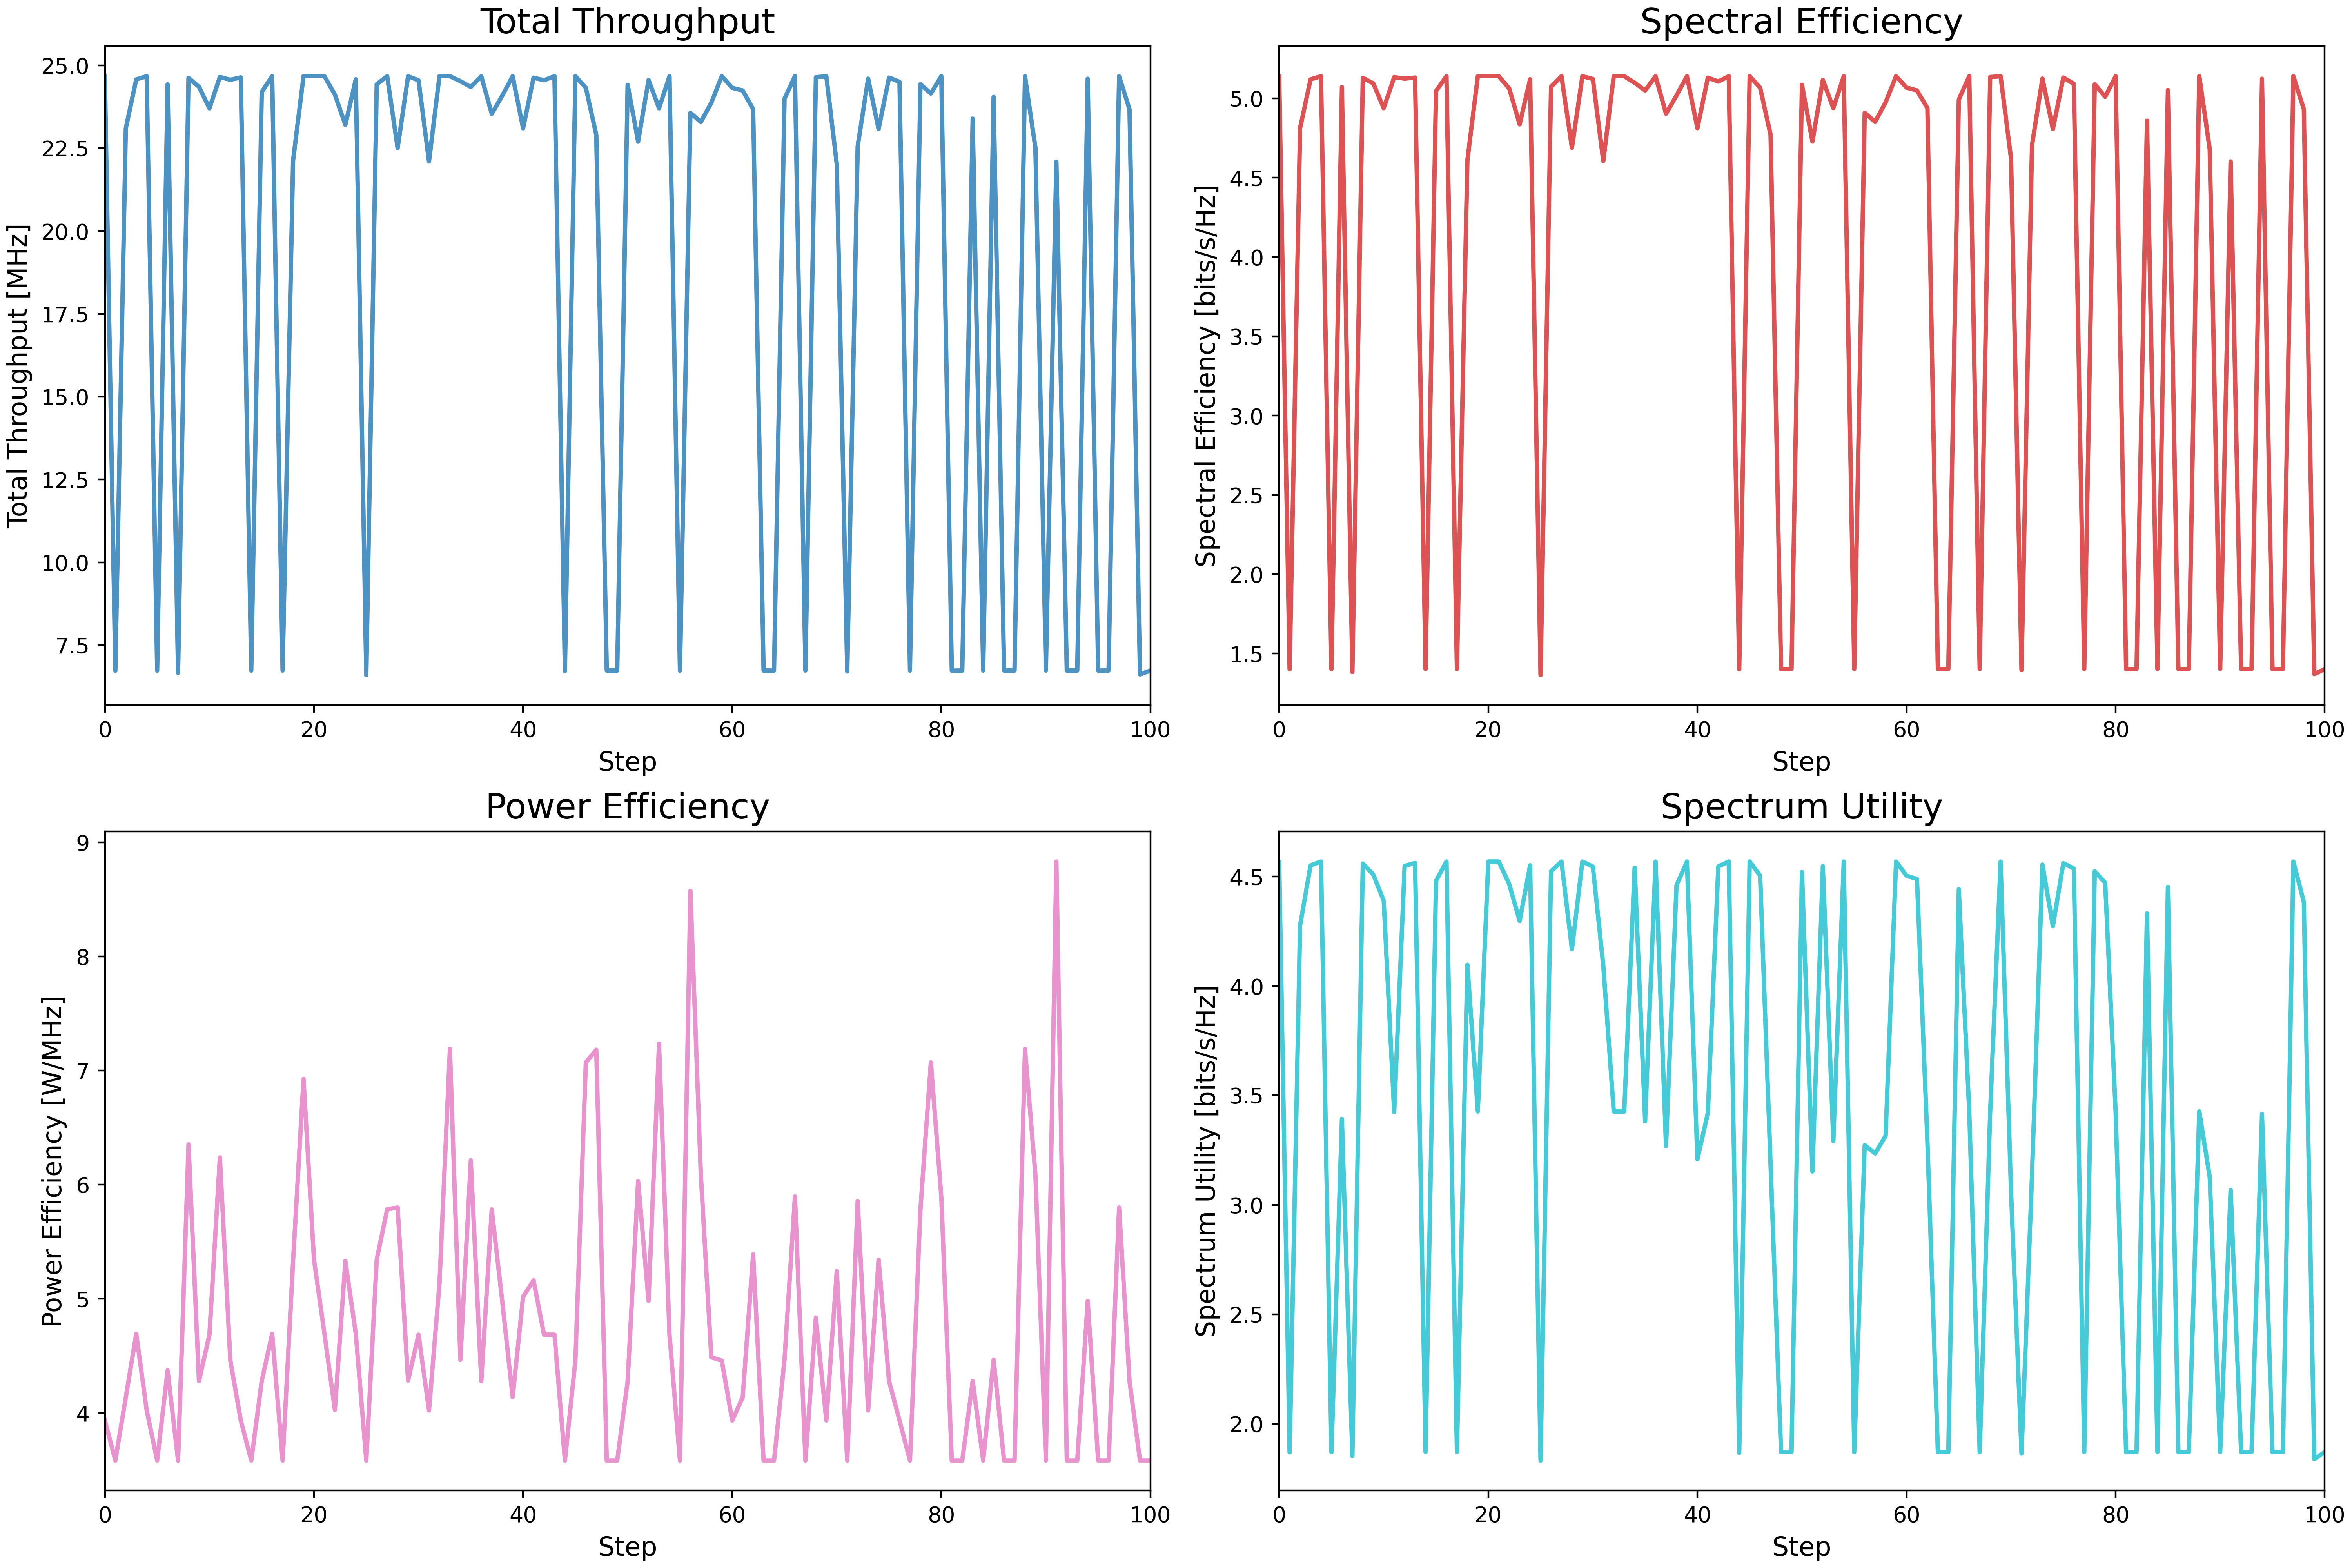 Total Throughput
Total Throughput [MHz]
25.0
22.5
20.0
17.5
15.0
12.5
10.0
7.5
0 20 40 60 80 100
Step
Spectral Efficiency
Spectral Efficiency [bits/s/Hz]
5.0
4.5
4.0
3.5
3.0
2.5
2.0
1.5
0 20 40 60 80 100
Step
Power Efficiency
Power Efficiency [W/MHz]
9
8
7
6
5
4
0 20 40 60 80 100
Step
Spectrum Utility
Spectrum Utility [bits/s/Hz]
4.5
4.0
3.5
3.0
2.5
2.0
0 20 40 60 80 100
Step